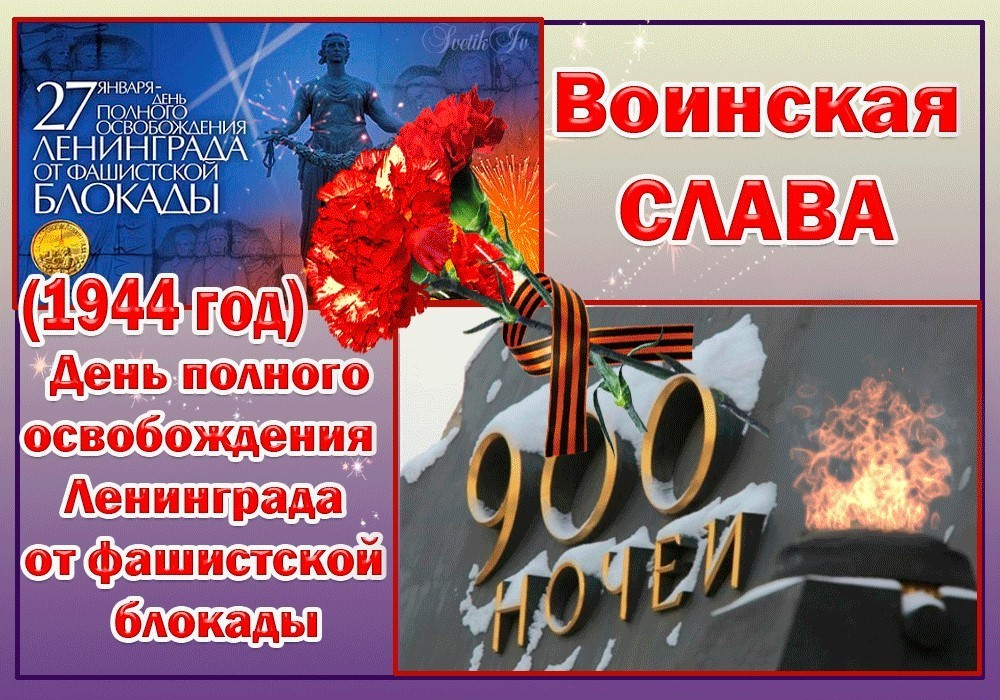 SvetikIv
27 ЯНВАРЯ-
ДЕНЬ
ПОЛНОГО
ОСВОБОЖДЕНИЯ
ЛЕНИНГРАДА
ОТ ФАШИСТСКОЙ
БЛОКАДЫ
Воинская
СЛАВА
(1944 год)
День полного
освобождения
Ленинграда
от фашистской
блокады
900
НОЧЕЙ